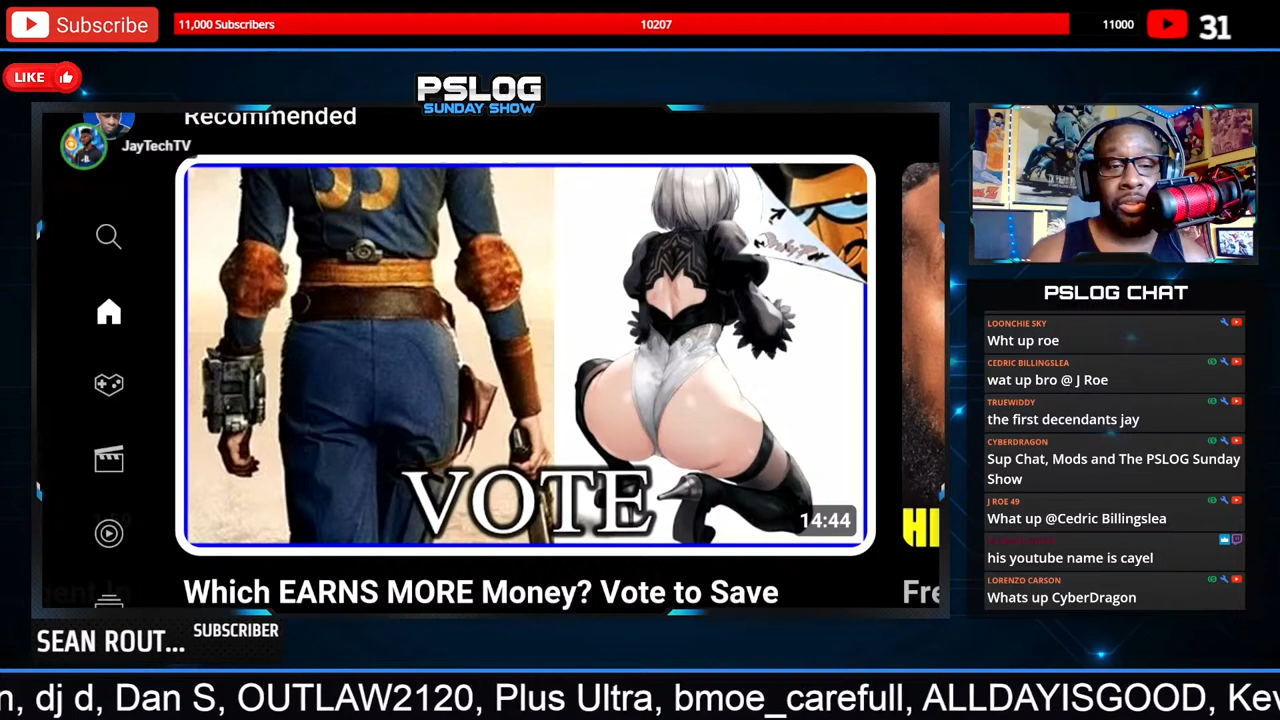 Subscribe
11,000 Subscribers
10207
11000
31
LIKE
PSLOG
SUNDAY SHOW
JayTechTV
Recommended
VOTE
14:44
Which EARNS MORE Money? Vote to Save
Fre
PSLOG CHAT
LOONCHIE SKY
Wht up roe
CEDRIC BILLINGSLEA
wat up bro @ J Roe
TRUEWIDDY
the first decendants jay
CYBERDRAGON
Sup Chat, Mods and The PSLOG Sunday
Show
J ROE 49
What up @Cedric Billingslea
his youtube name is cayel
LORENZO CARSON
Whats up CyberDragon
SEAN ROUT...
SUBSCRIBER
n, dj d, Dan S, OUTLAW2120, Plus Ultra, bmoe_carefull, ALLDAYISGOOD, Kev